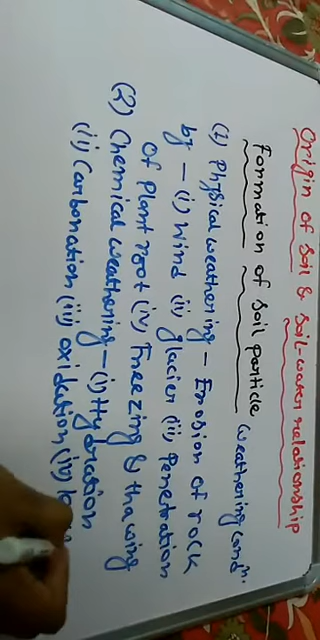 Origin of Soil & Soil-water relationship
Formation of Soil particle weathering condn:
(1) Physical weathering - Erosion of rock
by - (i) Wind (ii) glacier (iii) Penetration
of plant root (iv) Freezing & thawing
(2) Chemical weathering - (i) Hydration
(ii) Carbonation (iii) oxidation (iv)